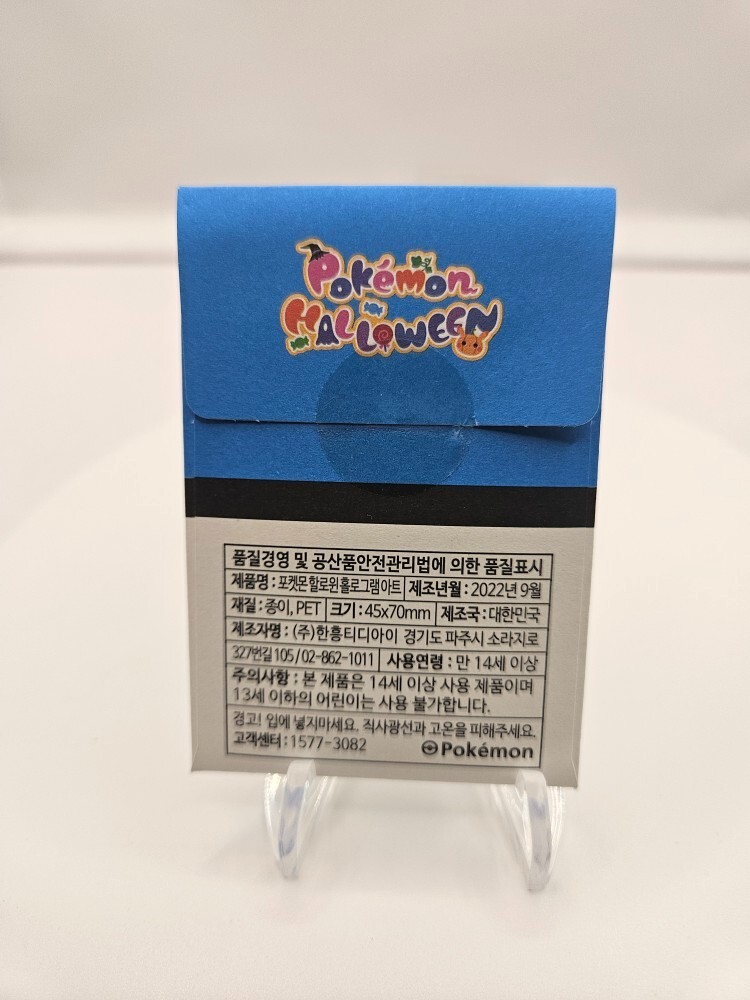 Pokémon
HALLOWEEN
품질경영 및 공산품안전관리법에 의한 품질표시
제품명 : 포켓몬 할로윈 홀로그램 아트 제조년월 : 2022년 9월
재질 : 종이, PET 크기 : 45x70mm 제조국 : 대한민국
제조자명 : (주)한흥티디아이 경기도 파주시 소라지로
327번길 105 / 02-862-1011 사용연령 : 만 14세 이상
주의사항 : 본 제품은 14세 이상 사용 제품이며
13세 이하의 어린이는 사용 불가합니다.
경고! 입에 넣지마세요. 직사광선과 고온을 피해주세요.
고객센터 : 1577-3082 Pokémon